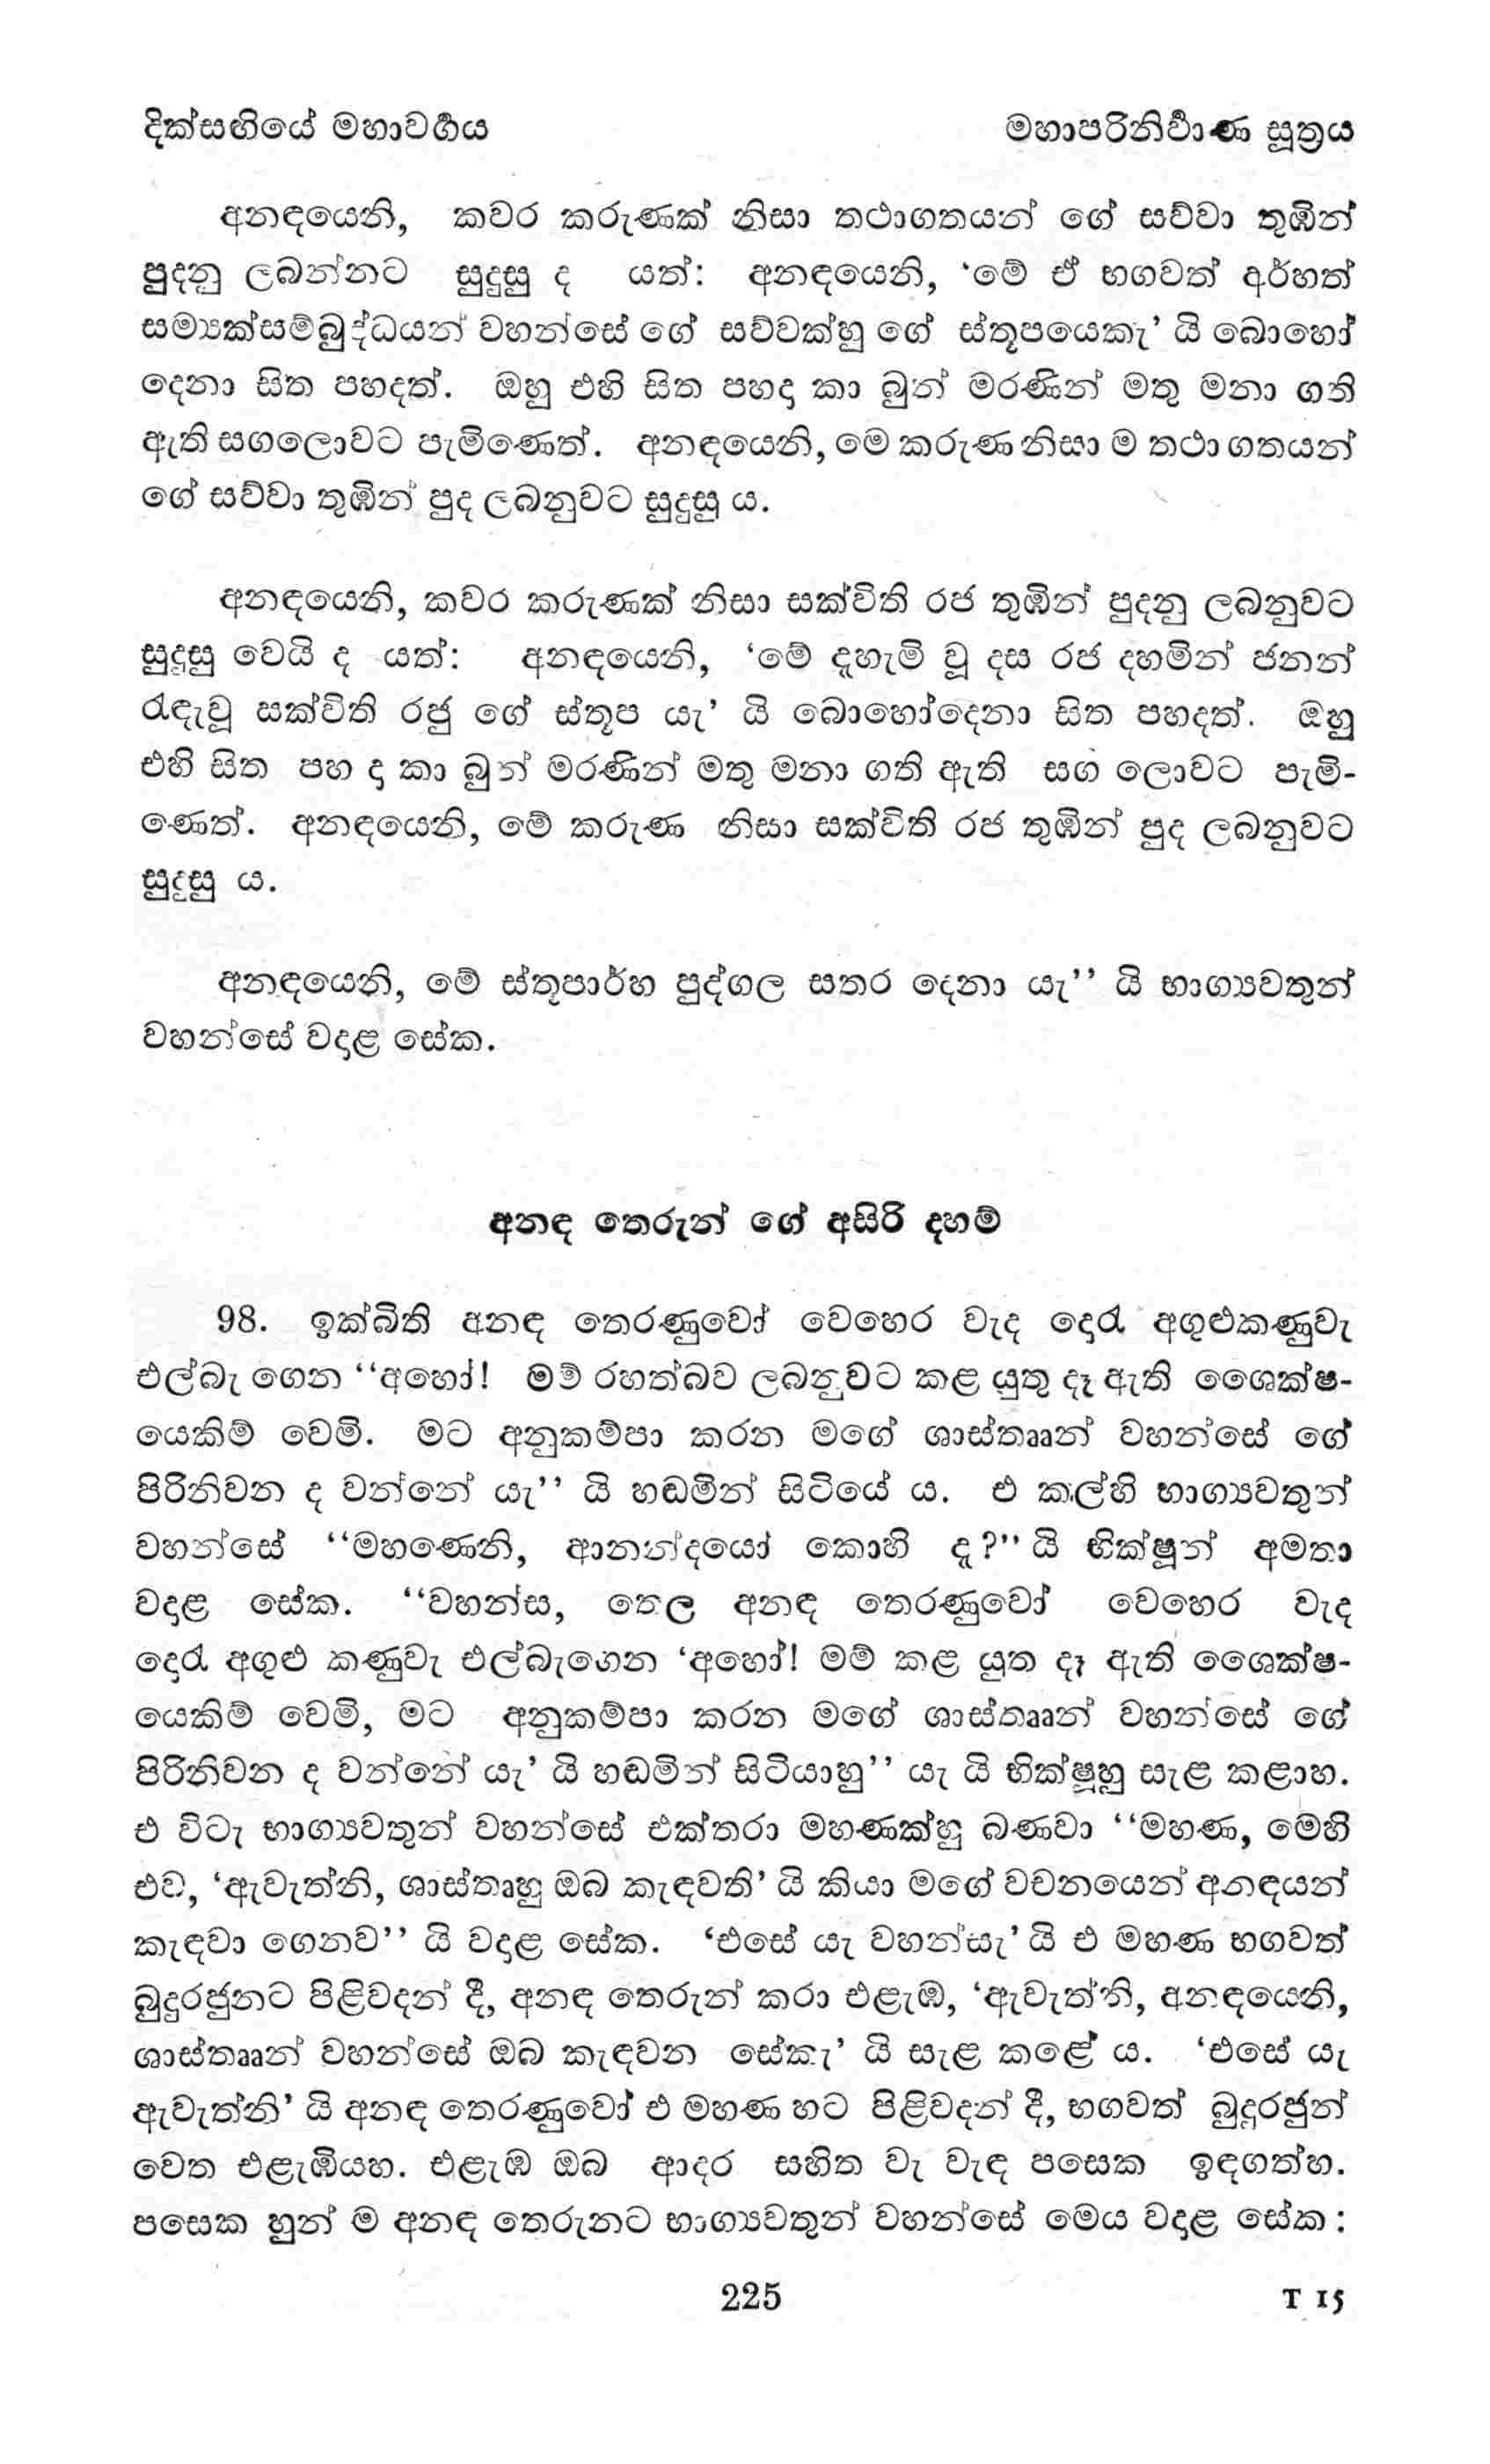 දික්සඟියේ මහාවර්‍ගය මහාපරිනිර්‍වාණ සූත්‍රය
අනඳයෙනි, කවර කරුණක් නිසා තථාගතයන් ගේ සව්වා තුඹින්
පුදනු ලබන්නට සුදුසු ද යත්: අනඳයෙනි, ‘මේ ඒ භගවත් අර්හත්
සම්‍යක්සම්බුද්ධයන් වහන්සේ ගේ සව්වක්හු ගේ ස්තූපයෙකැ’ යි බොහෝ
දෙනා සිත පහදත්. ඔහු එහි සිත පහදා කා බුන් මරණින් මතු මනා ගති
ඇති සගලොවට පැමිණෙත්. අනඳයෙනි, මෙ කරුණ නිසා ම තථාගතයන්
ගේ සව්වා තුඹින් පුද ලබනුවට සුදුසු ය.
අනඳයෙනි, කවර කරුණක් නිසා සක්විති රජ තුඹින් පුදනු ලබනුවට
සුදුසු වෙයි ද යත්: අනඳයෙනි, ‘මේ දැහැමි වූ දස රජ දහමින් ජනන්
රැඳැවූ සක්විති රජු ගේ ස්තූප යැ’ යි බොහෝදෙනා සිත පහදත්. ඔහු
එහි සිත පහ දා කා බුන් මරණින් මතු මනා ගති ඇති සග ලොවට පැමි-
ණෙත්. අනඳයෙනි, මේ කරුණ නිසා සක්විති රජ තුඹින් පුද ලබනුවට
සුදුසු ය.
අනඳයෙනි, මේ ස්තූපාර්හ පුද්ගල සතර දෙනා යැ’’ යි භාග්‍යවතුන්
වහන්සේ වදාළ සේක.
අනඳ තෙරුන් ගේ අසිරි දහම්
98. ඉක්බිති අනඳ තෙරණුවෝ වෙහෙර වැද දොරැ අගුළුකණුවැ
එල්බැ ගෙන ‘‘අහෝ! මම් රහත්බව ලබනුවට කළ යුතු දෑ ඇති ශෛක්ෂ-
යෙකිම් වෙමි. මට අනුකම්පා කරන මගේ ශාස්තෲන් වහන්සේ ගේ
පිරිනිවන ද වන්නේ යැ’’ යි හඬමින් සිටියේ ය. එ කල්හි භාග්‍යවතුන්
වහන්සේ ‘‘මහණෙනි, ආනන්දයෝ කොහි ද?’’ යි භික්ෂූන් අමතා
වදාළ සේක. ‘‘වහන්ස, තෙල අනඳ තෙරණුවෝ වෙහෙර වැද
දොරැ අගුළු කණුවැ එල්බැගෙන ‘අහෝ! මම් කළ යුත දෑ ඇති ශෛක්ෂ-
යෙකිම් වෙමි, මට අනුකම්පා කරන මගේ ශාස්තෲන් වහන්සේ ගේ
පිරිනිවන ද වන්නේ යැ’ යි හඬමින් සිටියාහු’’ යැ යි භික්ෂූහු සැළ කළාහ.
එ විටැ භාග්‍යවතුන් වහන්සේ එක්තරා මහණක්හු බණවා ‘‘මහණ, මෙහි
එව, ‘ඇවැත්නි, ශාස්තෘහු ඔබ කැඳවති’ යි කියා මගේ වචනයෙන් අනඳයන්
කැඳවා ගෙනව’’ යි වදාළ සේක. ‘එසේ යැ වහන්සැ’ යි එ මහණ භගවත්
බුදුරජුනට පිළිවදන් දී, අනඳ තෙරුන් කරා එළැඹ, ‘ඇවැත්නි, අනඳයෙනි,
ශාස්තෲන් වහන්සේ ඔබ කැඳවන සේකැ’ යි සැළ කළේ ය. ‘එසේ යැ
ඇවැත්නි’ යි අනඳ තෙරණුවෝ එ මහණ හට පිළිවදන් දී, භගවත් බුදුරජුන්
වෙත එළැඹියහ. එළැඹ ඔබ ආදර සහිත වැ වැඳ පසෙක ඉඳගත්හ.
පසෙක හුන් ම අනඳ තෙරුනට භාග්‍යවතුන් වහන්සේ මෙය වදාළ සේක:
225 T 15